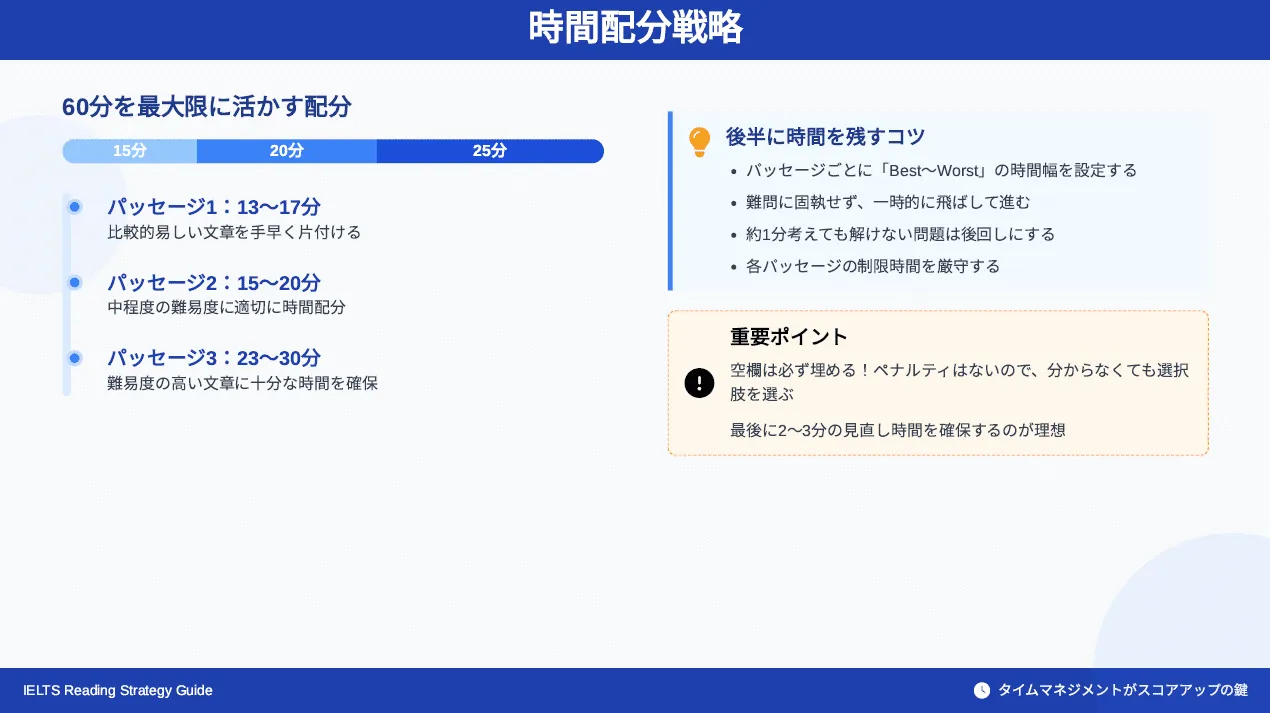 時間配分戦略
60分を最大限に活かす配分
15分 20分 25分
パッセージ1：13〜17分
比較的易しい文章を手早く片付ける
パッセージ2：15〜20分
中程度の難易度に適切に時間配分
パッセージ3：23〜30分
難易度の高い文章に十分な時間を確保
後半に時間を残すコツ
• パッセージごとに「Best〜Worst」の時間幅を設定する
• 難問に固執せず、一時的に飛ばして進む
• 約1分考えても解けない問題は後回しにする
• 各パッセージの制限時間を厳守する
重要ポイント
空欄は必ず埋める！ペナルティはないので、分からなくても選択
肢を選ぶ
最後に2〜3分の見直し時間を確保するのが理想
IELTS Reading Strategy Guide
タイムマネジメントがスコアアップの鍵